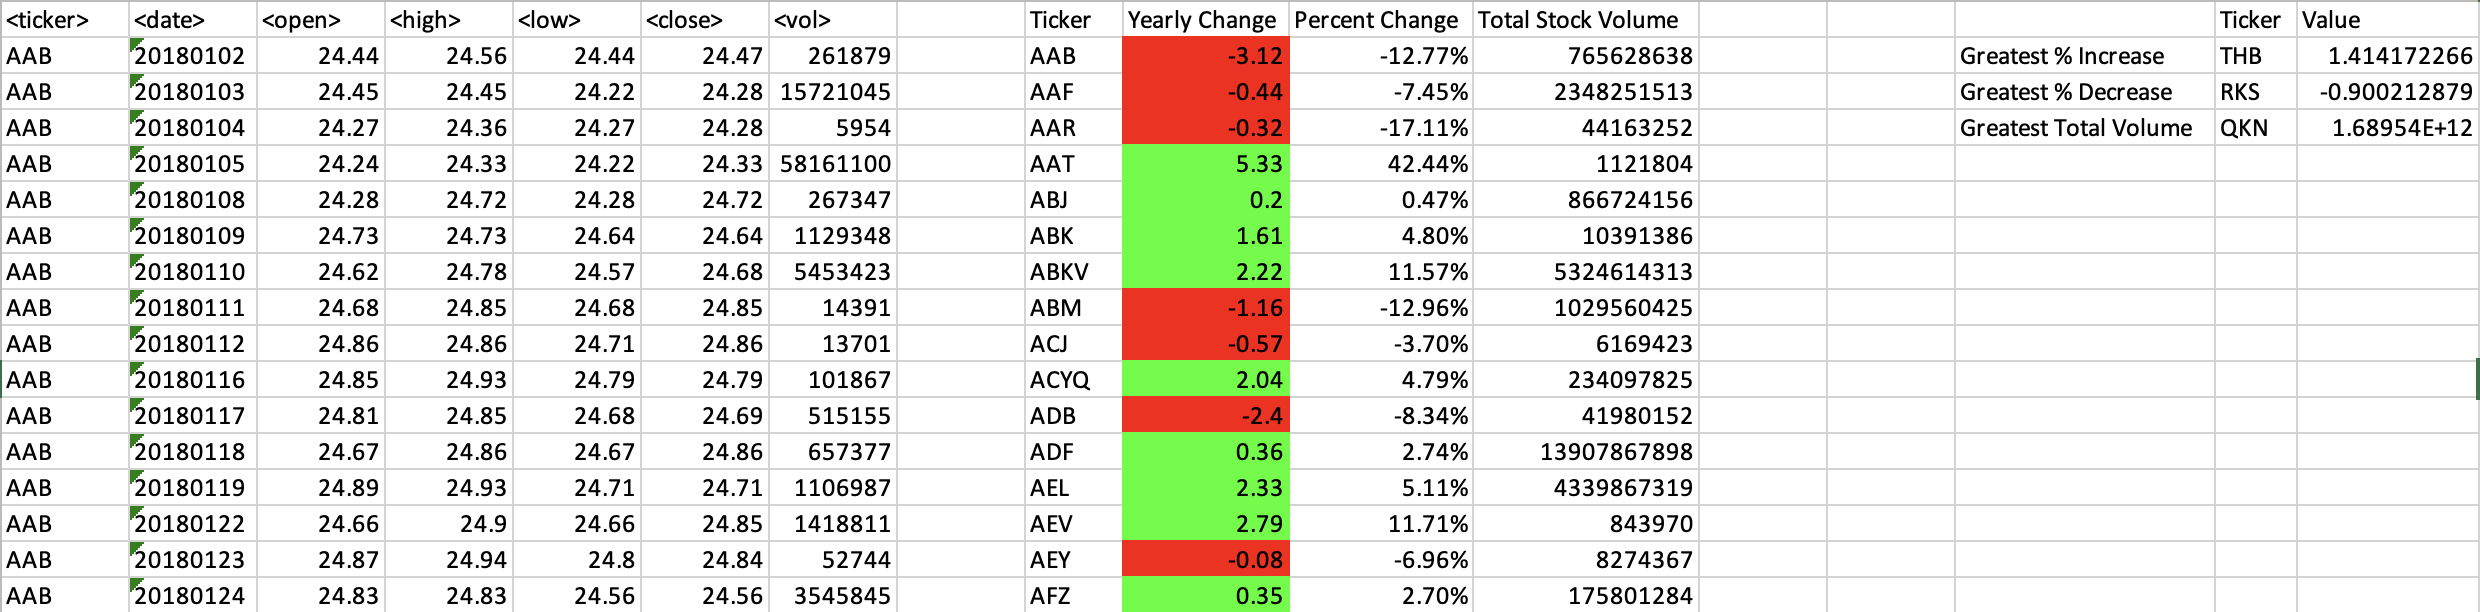 <ticker> <date> <open> <high> <low> <close> <vol> Ticker Yearly Change Percent Change Total Stock Volume Ticker Value
AAB 20180102 24.44 24.56 24.44 24.47 261879 AAB -3.12 -12.77% 765628638 Greatest % Increase THB 1.414172266
AAB 20180103 24.45 24.45 24.22 24.28 15721045 AAF -0.44 -7.45% 2348251513 Greatest % Decrease RKS -0.900212879
AAB 20180104 24.27 24.36 24.27 24.28 5954 AAR -0.32 -17.11% 44163252 Greatest Total Volume QKN 1.68954E+12
AAB 20180105 24.24 24.33 24.22 24.33 58161100 AAT 5.33 42.44% 1121804
AAB 20180108 24.28 24.72 24.28 24.72 267347 ABJ 0.2 0.47% 866724156
AAB 20180109 24.73 24.73 24.64 24.64 1129348 ABK 1.61 4.80% 10391386
AAB 20180110 24.62 24.78 24.57 24.68 5453423 ABKV 2.22 11.57% 5324614313
AAB 20180111 24.68 24.85 24.68 24.85 14391 ABM -1.16 -12.96% 1029560425
AAB 20180112 24.86 24.86 24.71 24.86 13701 ACJ -0.57 -3.70% 6169423
AAB 20180116 24.85 24.93 24.79 24.79 101867 ACYQ 2.04 4.79% 234097825
AAB 20180117 24.81 24.85 24.68 24.69 515155 ADB -2.4 -8.34% 41980152
AAB 20180118 24.67 24.86 24.67 24.86 657377 ADF 0.36 2.74% 13907867898
AAB 20180119 24.89 24.93 24.71 24.71 1106987 AEL 2.33 5.11% 4339867319
AAB 20180122 24.66 24.9 24.66 24.85 1418811 AEV 2.79 11.71% 843970
AAB 20180123 24.87 24.94 24.8 24.84 52744 AEY -0.08 -6.96% 8274367
AAB 20180124 24.83 24.83 24.56 24.56 3545845 AFZ 0.35 2.70% 175801284